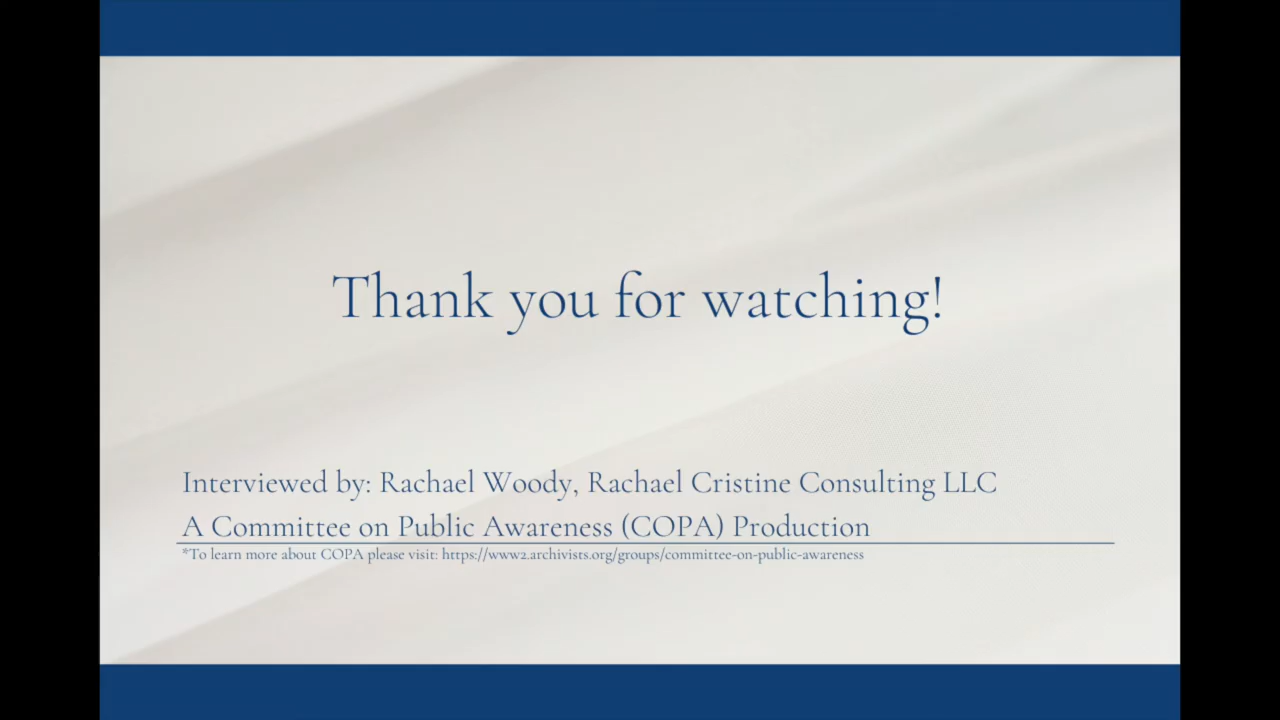 Thank you for watching!
Interviewed by: Rachael Woody, Rachael Cristine Consulting LLC
A Committee on Public Awareness (COPA) Production
*To learn more about COPA please visit: https://www2.archivists.org/groups/committee-on-public-awareness